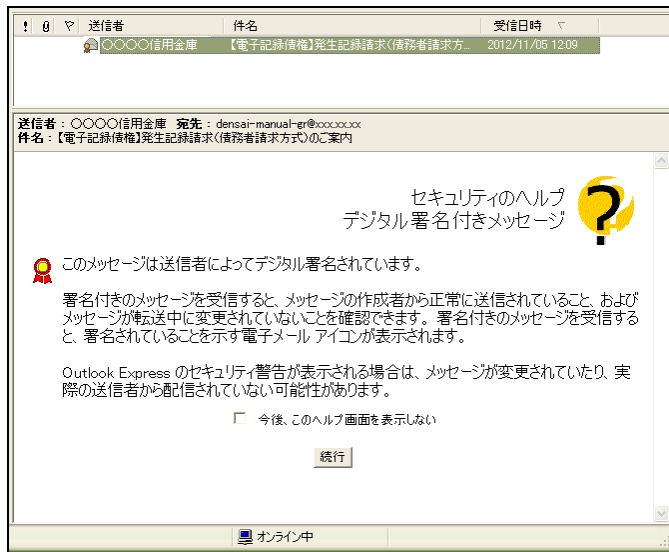 ! 送信者 件名 受信日時
〇〇〇〇信用金庫 【電子記録債権】発生記録請求(債務者請求方... 2012/11/05 12:09
送信者：〇〇〇〇信用金庫 宛先：densai-manual-gr@xxx.xx.xx
件名：【電子記録債権】発生記録請求(債務者請求方式)のご案内
セキュリティのヘルプ
デジタル署名付きメッセージ
このメッセージは送信者によってデジタル署名されています。
署名付きのメッセージを受信すると、メッセージの作成者から正常に送信されていること、および
メッセージが転送中に変更されていないことを確認できます。署名付きのメッセージを受信する
と、署名されていることを示す電子メール アイコンが表示されます。
Outlook Express のセキュリティ警告が表示される場合は、メッセージが変更されていたり、実
際の送信者から配信されていない可能性があります。
今後、このヘルプ画面を表示しない
続行
オンライン中